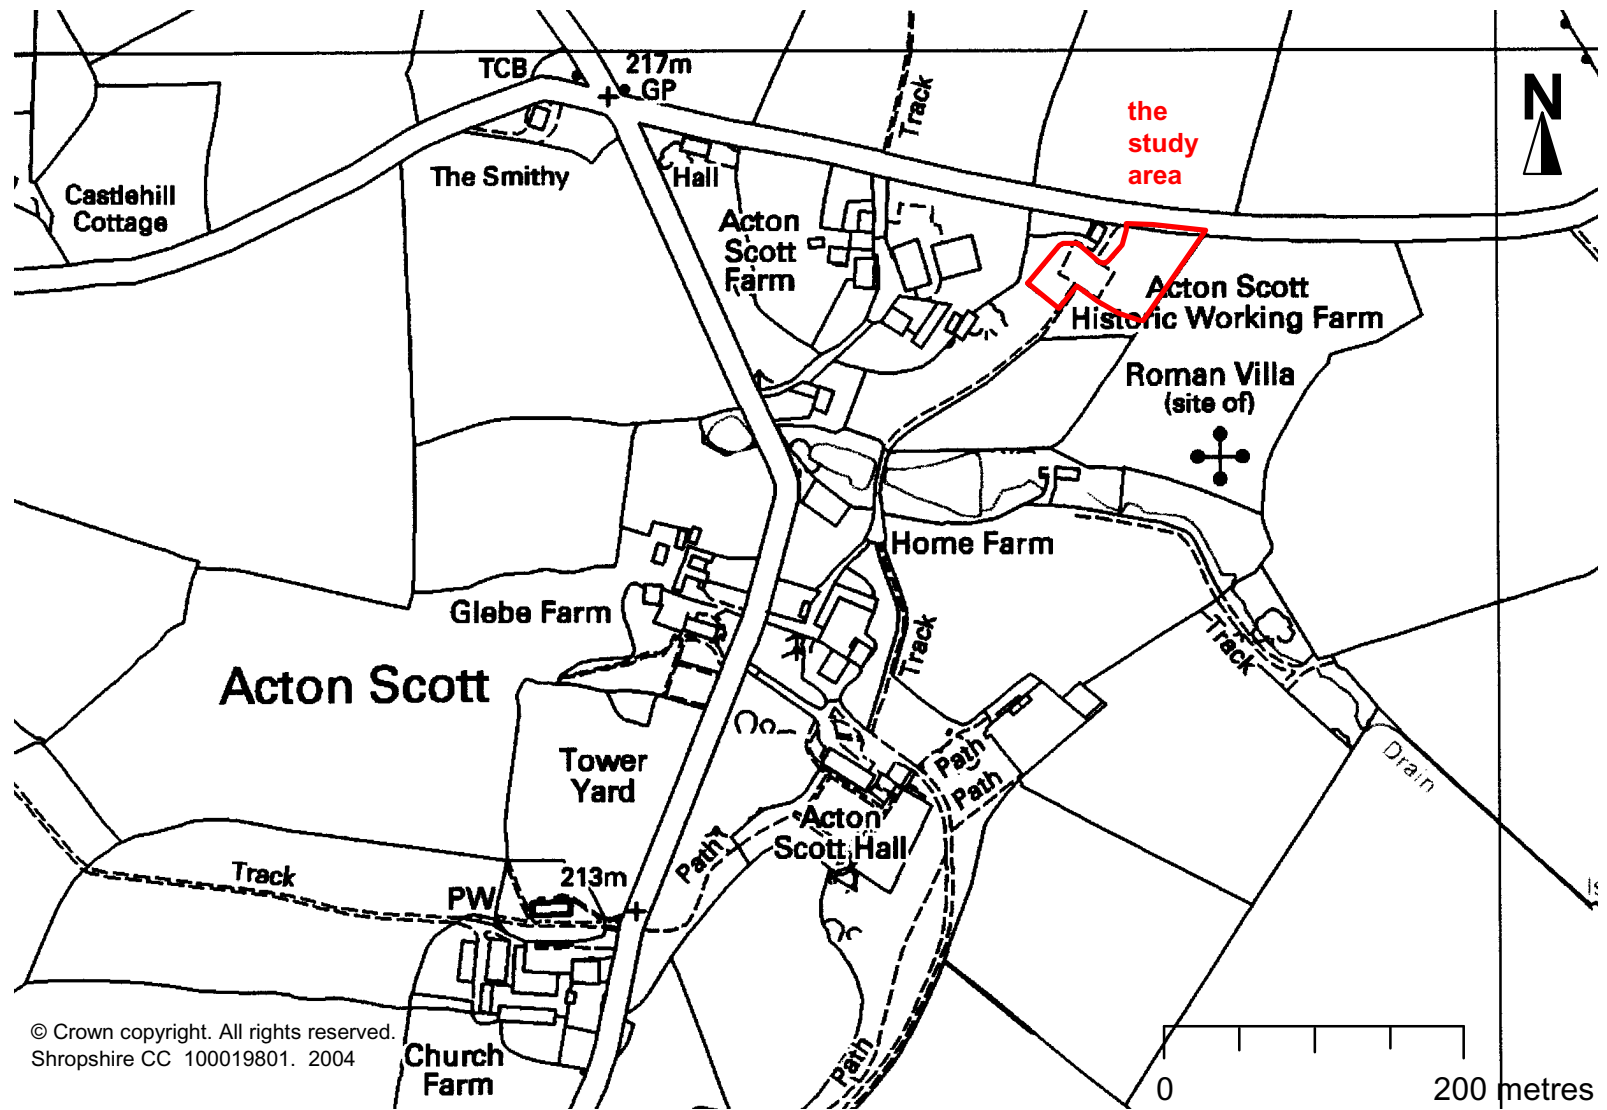 TCB
217m
GP
Track
the
study
area
N
The Smithy
Hall
Castlehill
Cottage
Acton
Scott
Farm
Acton Scott
Historic Working Farm
Roman Villa
(site of)
Home Farm
Glebe Farm
Track
Track
Acton Scott
Tower
Yard
Path
Path
Drain
Acton
Scott Hall
Path
Track
213m
PW
Is
© Crown copyright. All rights reserved.
Shropshire CC 100019801. 2004
Church
Farm
Path
0 200 metres